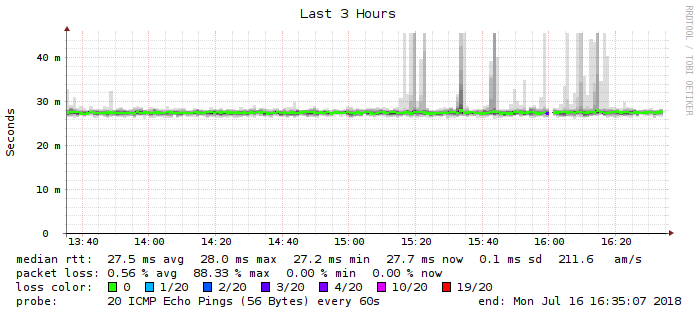 Last 3 Hours
RRDTOOL / TOBI OETIKER
Seconds
40 m
30 m
20 m
10 m
0
13:40 14:00 14:20 14:40 15:00 15:20 15:40 16:00 16:20
median rtt: 27.5 ms avg 28.0 ms max 27.2 ms min 27.7 ms now 0.1 ms sd 211.6 am/s
packet loss: 0.56 % avg 88.33 % max 0.00 % min 0.00 % now
loss color: 0 1/20 2/20 3/20 4/20 10/20 19/20
probe: 20 ICMP Echo Pings (56 Bytes) every 60s end: Mon Jul 16 16:35:07 2018